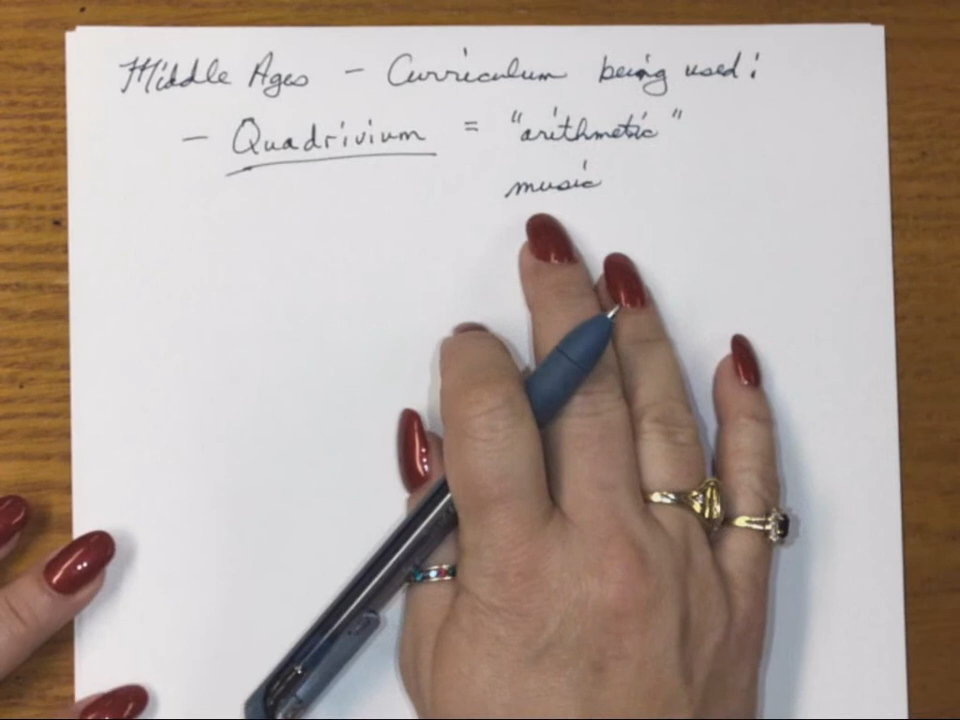 Middle Ages - Curriculum being used:
- Quadrivium = "arithmetic"
music